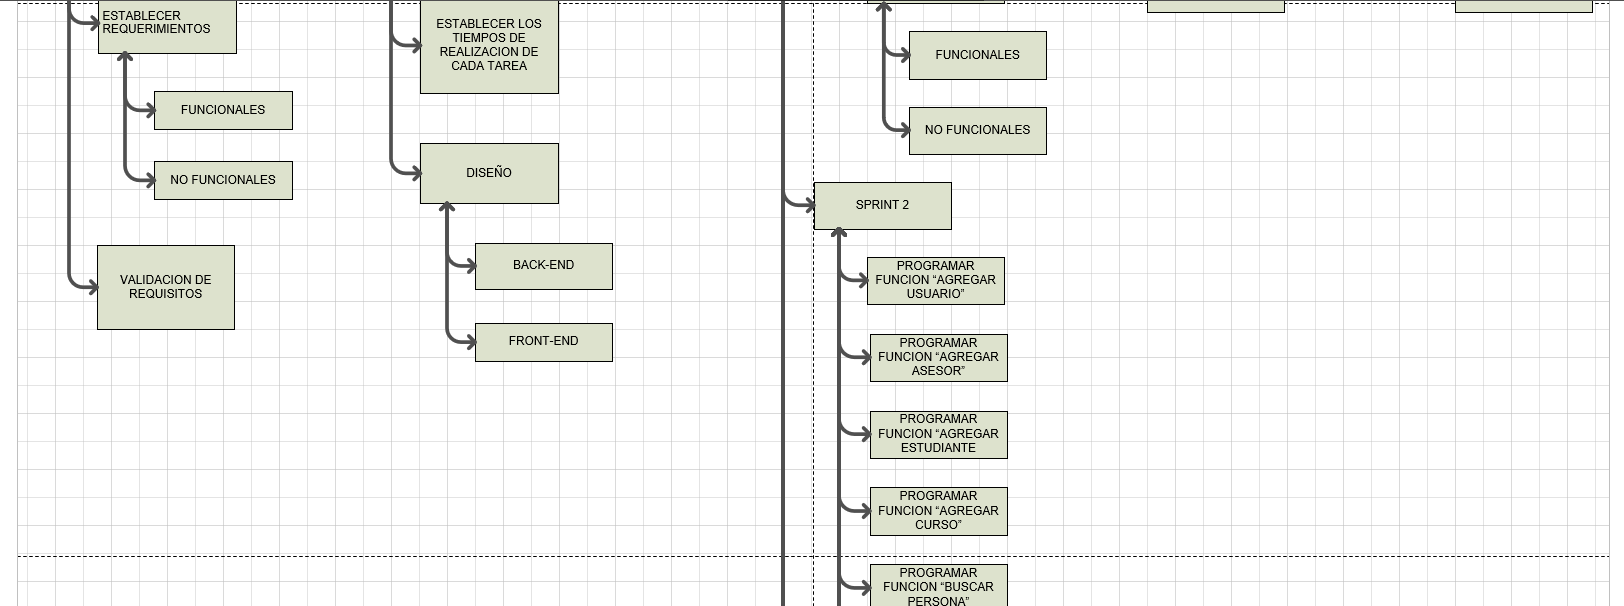 ESTABLECER
REQUERIMIENTOS
FUNCIONALES
NO FUNCIONALES
VALIDACION DE
REQUISITOS
ESTABLECER LOS
TIEMPOS DE
REALIZACION DE
CADA TAREA
DISEÑO
BACK-END
FRONT-END
FUNCIONALES
NO FUNCIONALES
SPRINT 2
PROGRAMAR
FUNCION “AGREGAR
USUARIO”
PROGRAMAR
FUNCION “AGREGAR
ASESOR”
PROGRAMAR
FUNCION “AGREGAR
ESTUDIANTE
PROGRAMAR
FUNCION “AGREGAR
CURSO”
PROGRAMAR
FUNCION “BUSCAR
PERSONA”